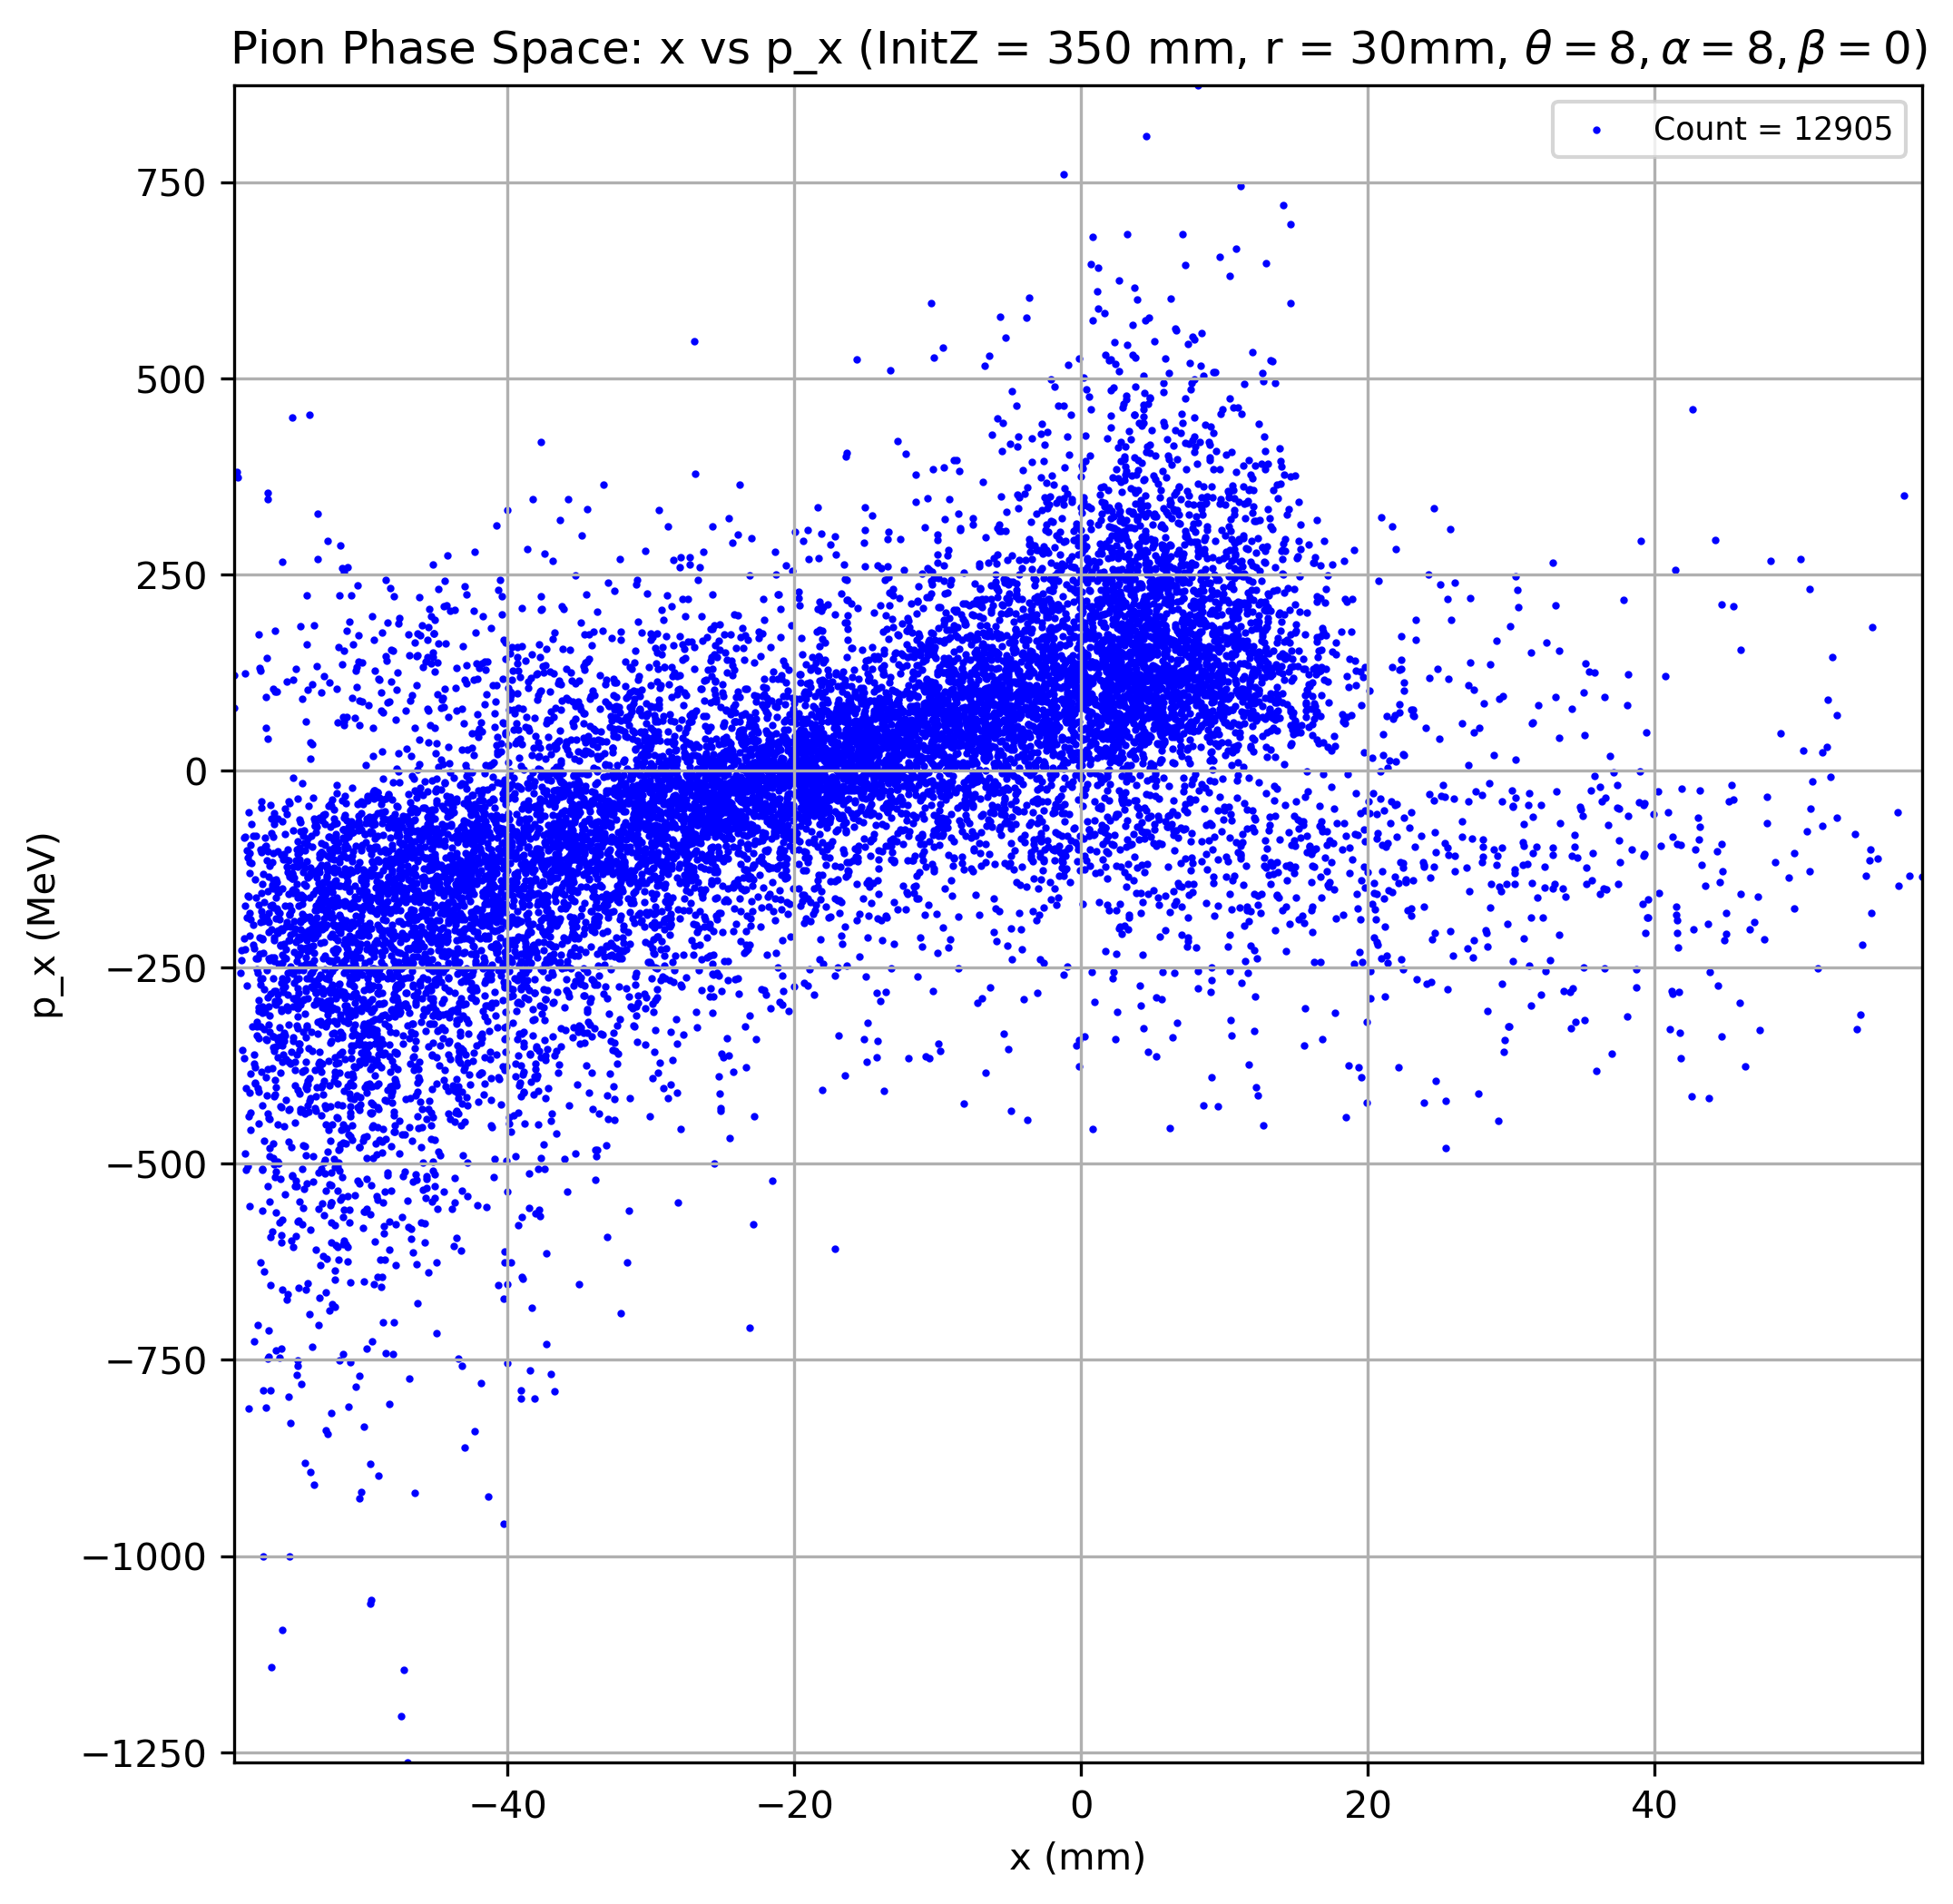 Pion Phase Space: x vs p_x (InitZ = 350 mm, r = 30mm, θ = 8, α = 8, β = 0)
Count = 12905
750
500
250
0
−250
−500
−750
−1000
−1250
p_x (MeV)
−40 −20 0 20 40
x (mm)